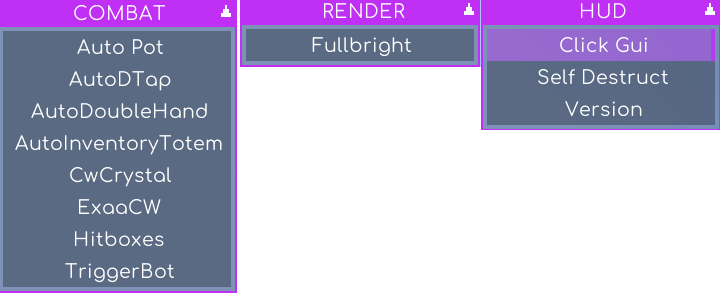 COMBAT
Auto Pot
AutoDTap
AutoDoubleHand
AutoInventoryTotem
CwCrystal
ExaaCW
Hitboxes
TriggerBot
RENDER
Fullbright
HUD
Click Gui
Self Destruct
Version